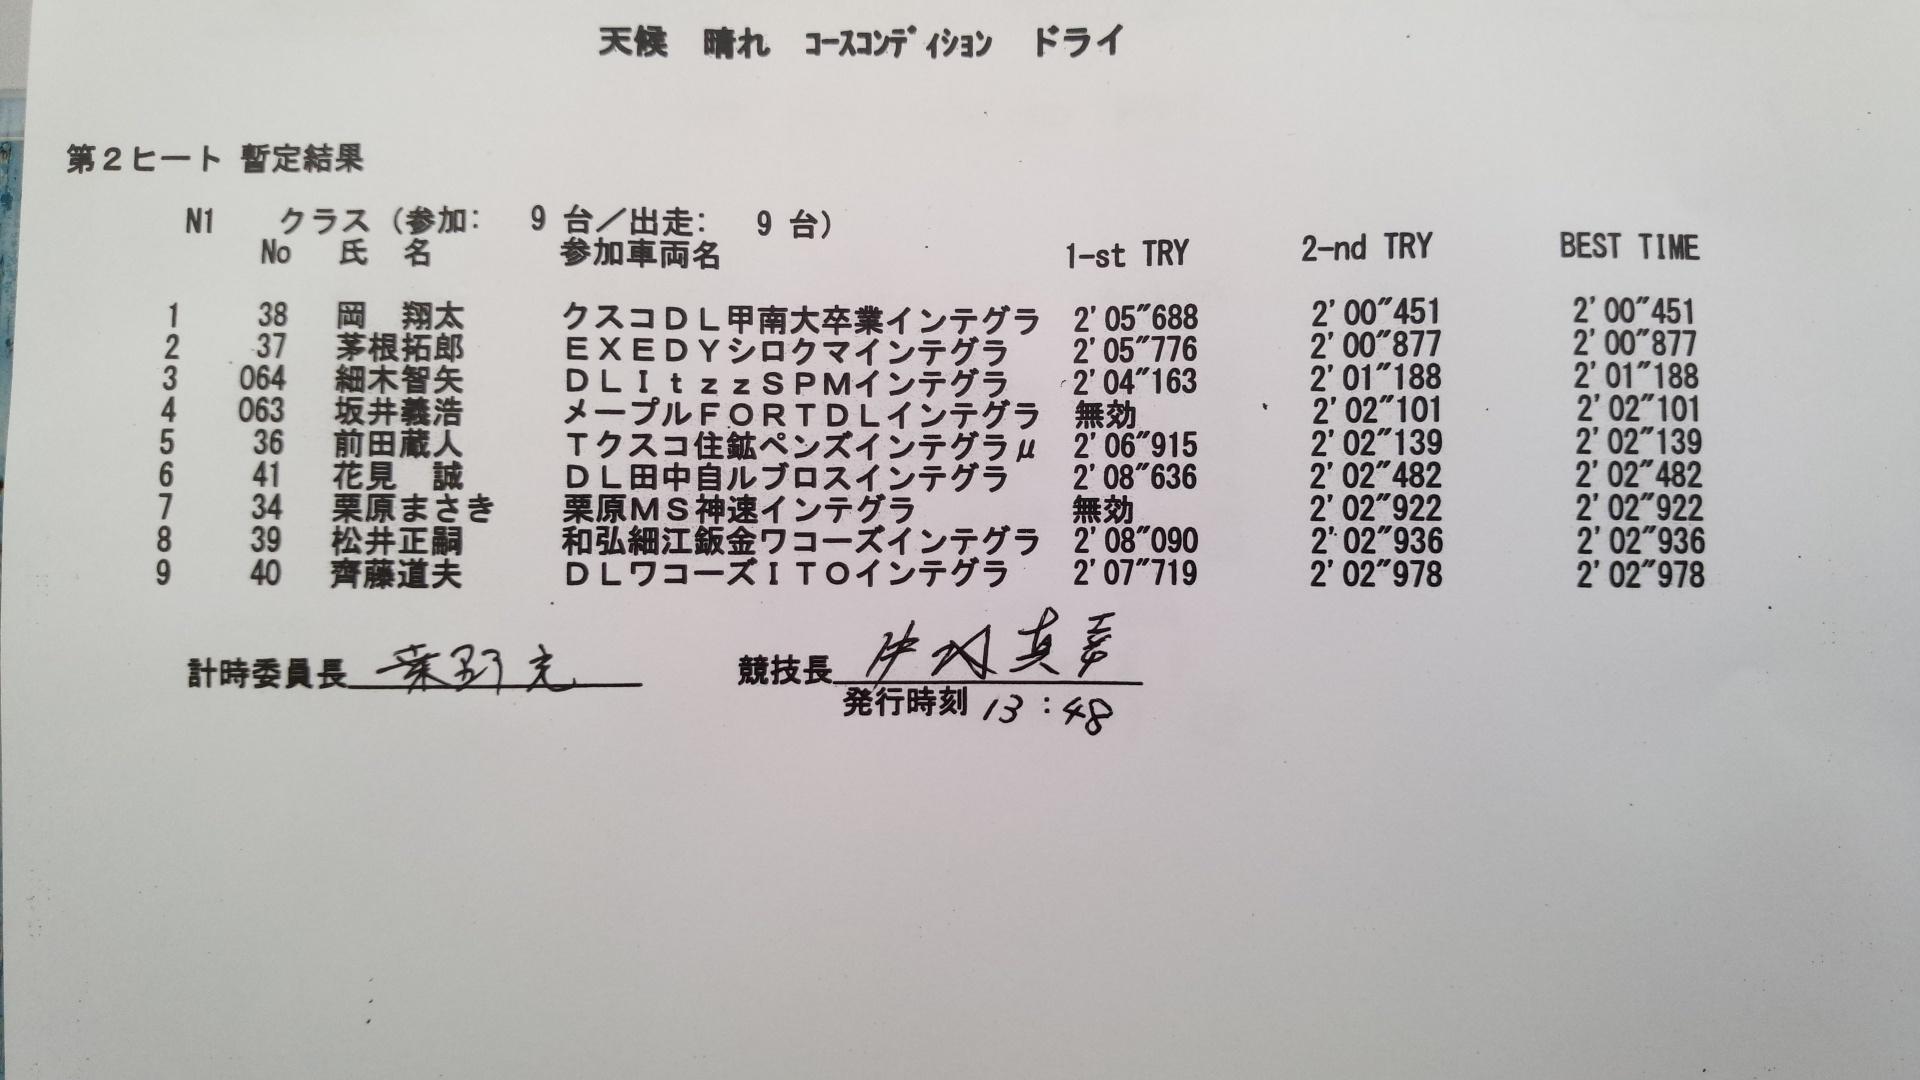 天候　晴れ　ｺｰｽｺﾝﾃﾞｨｼｮﾝ　ドライ
第２ヒート 暫定結果
N1　クラス（参加:　9 台／出走:　9 台）
No　氏　名　参加車両名　1-st TRY　2-nd TRY　BEST TIME
1　38　岡　翔太　クスコＤＬ甲南大卒業インテグラ　2'05"688　2'00"451　2'00"451
2　37　茅根拓郎　ＥＸＥＤＹシロクマインテグラ　2'05"776　2'00"877　2'00"877
3　064　細木智矢　ＤＬＩｔｚｚＳＰＭインテグラ　2'04"163　2'01"188　2'01"188
4　063　坂井義浩　メープルＦＯＲＴＤＬインテグラ　無効　2'02"101　2'02"101
5　36　前田蔵人　Ｔクスコ住鉱ペンズインテグラμ　2'06"915　2'02"139　2'02"139
6　41　花見　誠　ＤＬ田中自ルブロスインテグラ　2'08"636　2'02"482　2'02"482
7　34　栗原まさき　栗原ＭＳ神速インテグラ　無効　2'02"922　2'02"922
8　39　松井正嗣　和弘細江鈑金ワコーズインテグラ　2'08"090　2'02"936　2'02"936
9　40　齊藤道夫　ＤＬワコーズＩＴＯインテグラ　2'07"719　2'02"978　2'02"978
計時委員長　　競技長
発行時刻 13:48